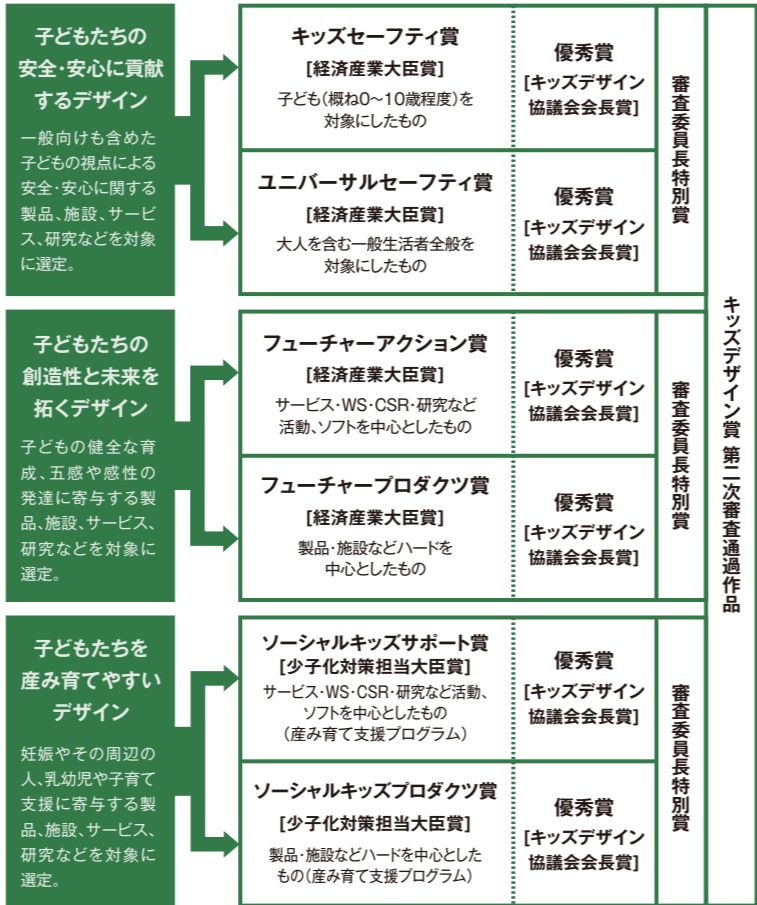 子どもたちの
安全・安心に貢献
するデザイン
一般向けも含めた
子どもの視点による
安全・安心に関する
製品、施設、サービ
ス、研究などを対象
に選定。
キッズセーフティ賞
[経済産業大臣賞]
子ども(概ね0〜10歳程度)を
対象にしたもの
優秀賞
[キッズデザイン
協議会会長賞]
ユニバーサルセーフティ賞
[経済産業大臣賞]
大人を含む一般生活者全般を
対象にしたもの
優秀賞
[キッズデザイン
協議会会長賞]
審査委員長特別賞
子どもたちの
創造性と未来を
拓くデザイン
子どもの健全な育
成、五感や感性の
発達に寄与する製
品、施設、サービス、
研究などを対象に
選定。
フューチャーアクション賞
[経済産業大臣賞]
サービス・WS・CSR・研究など
活動、ソフトを中心としたもの
優秀賞
[キッズデザイン
協議会会長賞]
フューチャープロダクツ賞
[経済産業大臣賞]
製品・施設などハードを
中心としたもの
優秀賞
[キッズデザイン
協議会会長賞]
審査委員長特別賞
子どもたちを
産み育てやすい
デザイン
妊娠やその周辺の
人、乳幼児や子育て
支援に寄与する製
品、施設、サービス、
研究などを対象に
選定。
ソーシャルキッズサポート賞
[少子化対策担当大臣賞]
サービス・WS・CSR・研究など活動、
ソフトを中心としたもの
(産み育て支援プログラム)
優秀賞
[キッズデザイン
協議会会長賞]
ソーシャルキッズプロダクツ賞
[少子化対策担当大臣賞]
製品・施設などハードを中心とした
もの(産み育て支援プログラム)
優秀賞
[キッズデザイン
協議会会長賞]
審査委員長特別賞
キッズデザイン賞 第二次審査通過作品